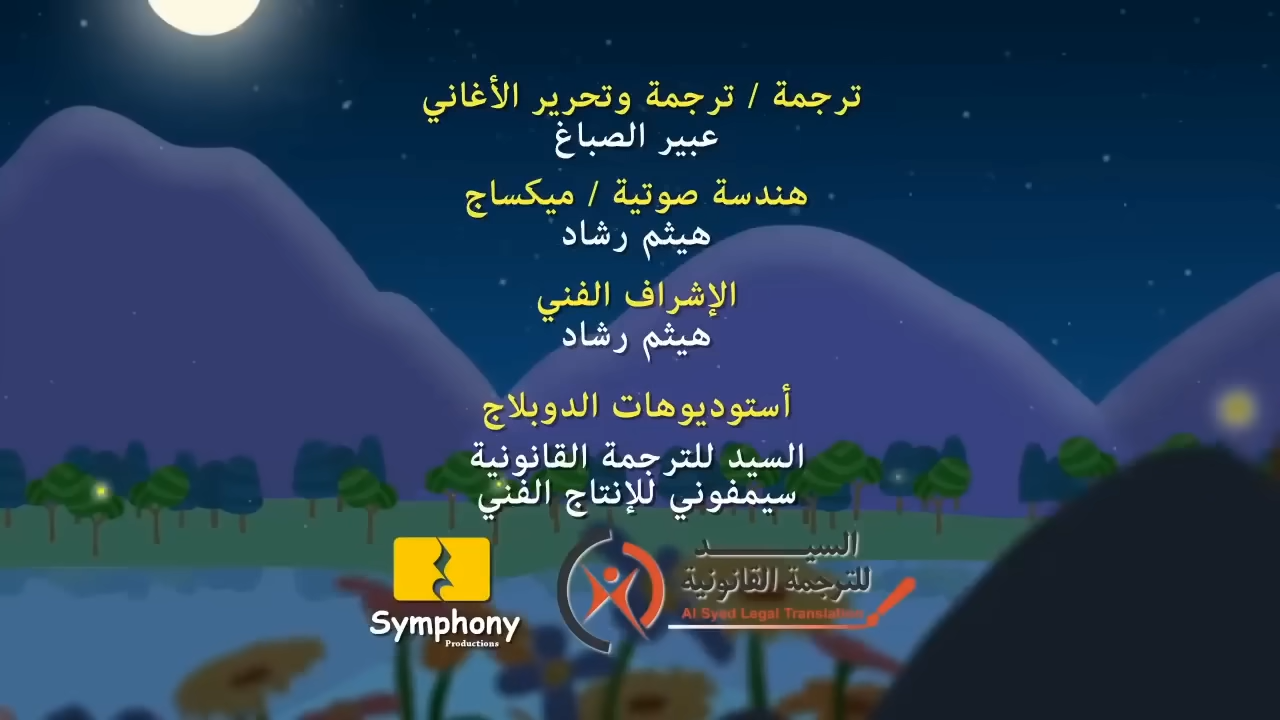 ترجمة / ترجمة وتحرير الأغاني
عبير الصباغ
هندسة صوتية / ميكساج
هيثم رشاد
الإشراف الفني
هيثم رشاد
أستوديوهات الدوبلاج
السيد للترجمة القانونية
سيمفوني للإنتاج الفني
السيـــــــــــد
للترجمة القانونية
Al Syed Legal Translation
Symphony
Productions